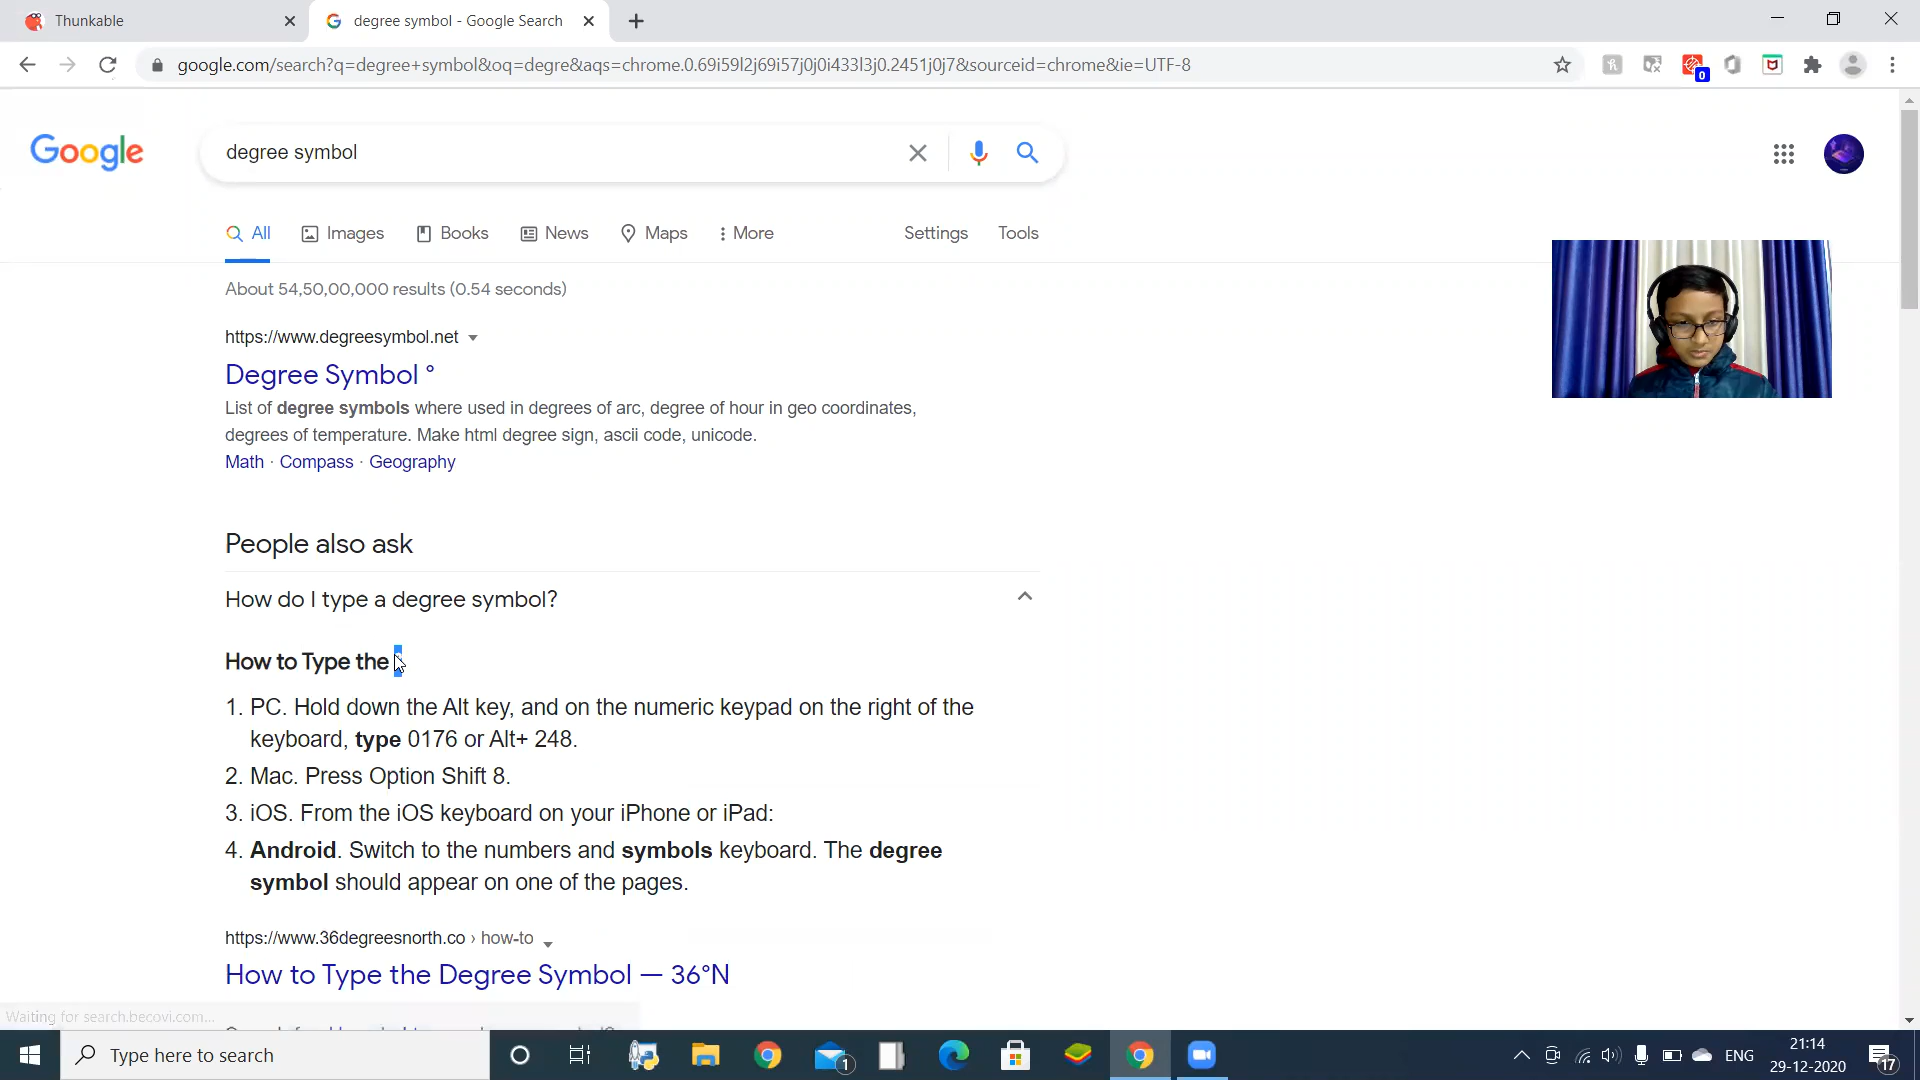 Thunkable
degree symbol - Google Search
google.com/search?q=degree+symbol&oq=degre&aqs=chrome.0.69i59l2j69i57j0j0i433l3j0.2451j0j7&sourceid=chrome&ie=UTF-8
0
Google
degree symbol
All Images Books News Maps More Settings Tools
About 54,50,00,000 results (0.54 seconds)
https://www.degreesymbol.net
Degree Symbol °
List of degree symbols where used in degrees of arc, degree of hour in geo coordinates,
degrees of temperature. Make html degree sign, ascii code, unicode.
Math · Compass · Geography
People also ask
How do I type a degree symbol?
How to Type the
1. PC. Hold down the Alt key, and on the numeric keypad on the right of the
keyboard, type 0176 or Alt+ 248.
2. Mac. Press Option Shift 8.
3. iOS. From the iOS keyboard on your iPhone or iPad:
4. Android. Switch to the numbers and symbols keyboard. The degree
symbol should appear on one of the pages.
https://www.36degreesnorth.co › how-to
How to Type the Degree Symbol — 36°N
Waiting for search.becovi.com...
Type here to search
1
ENG
21:14
29-12-2020
17